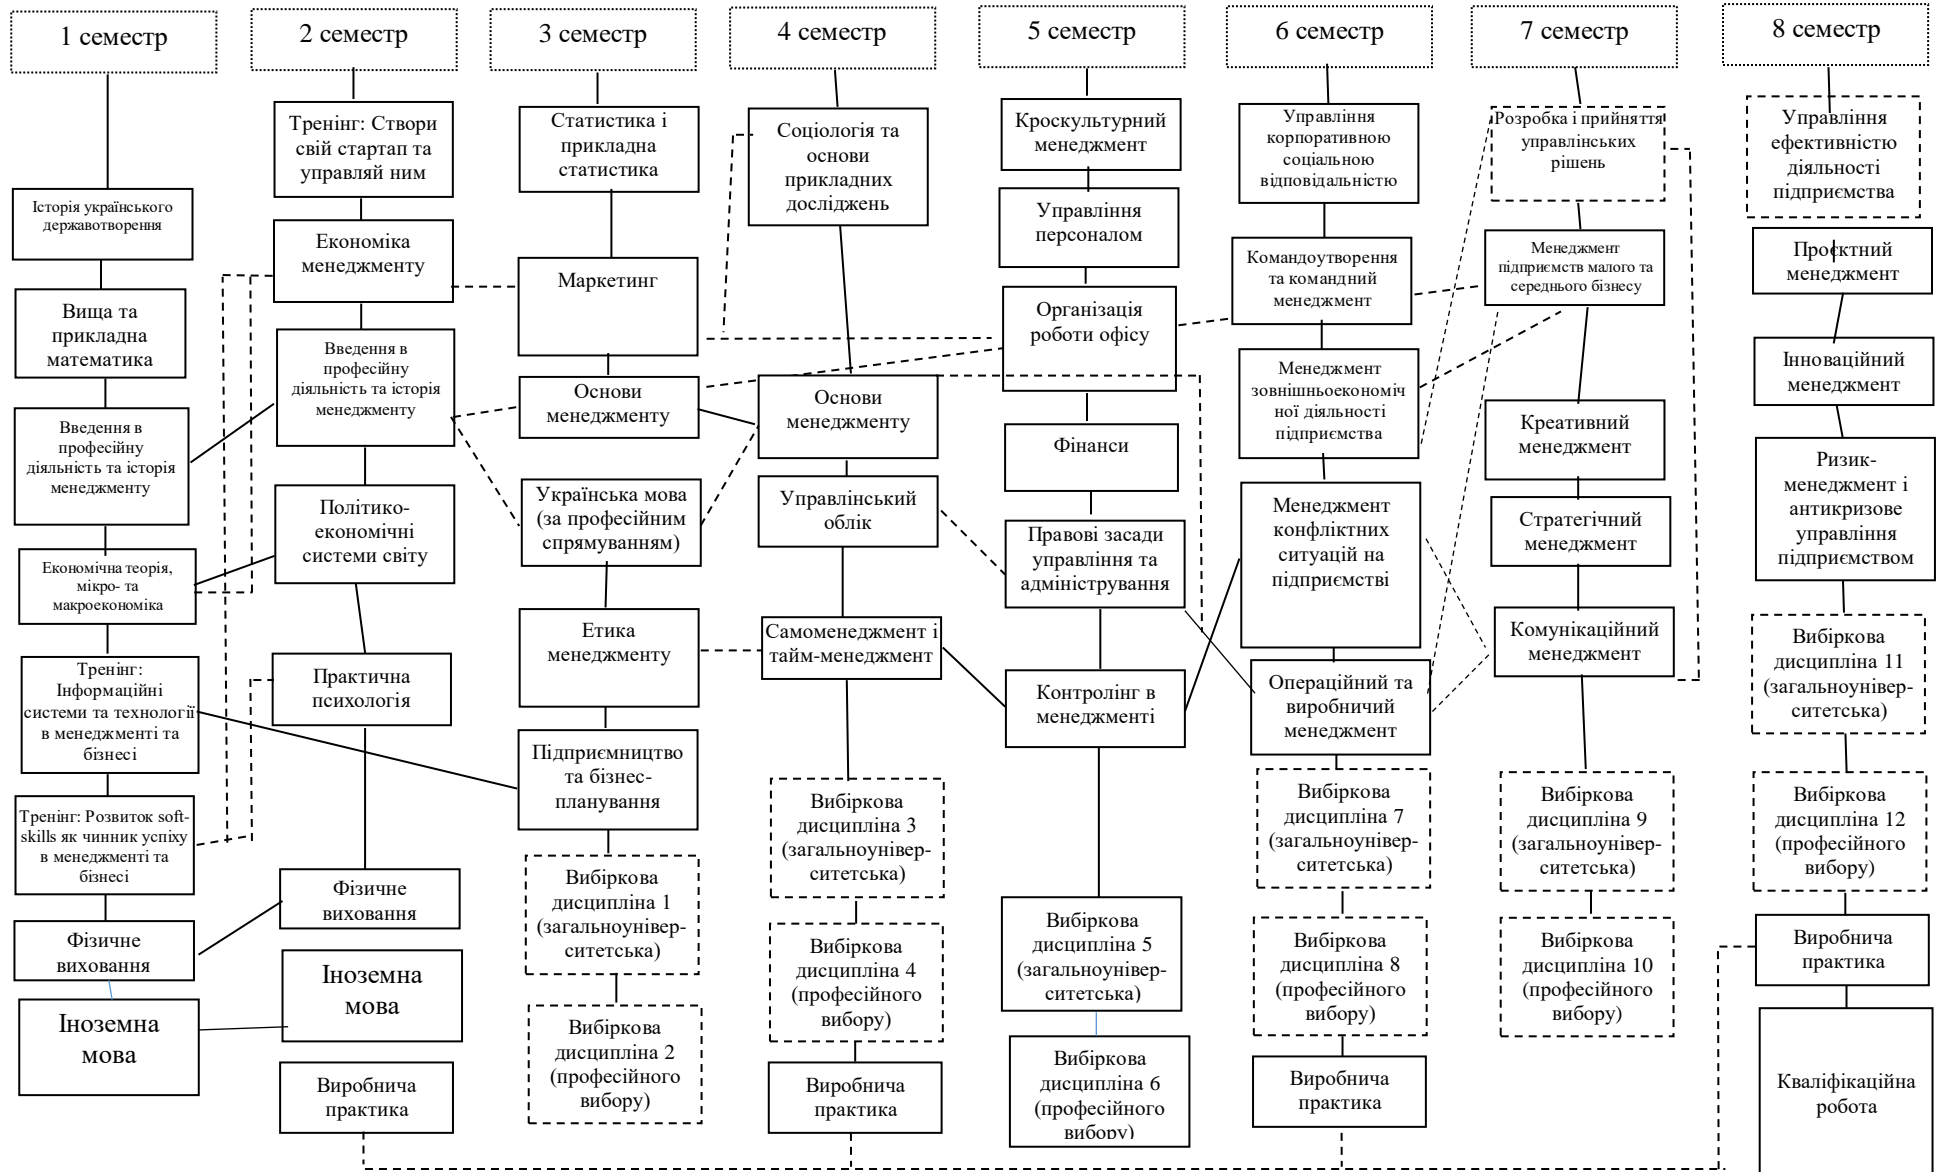 1 семестр
Історія українського
державотворення
Вища та
прикладна
математика
Введення в
професійну
діяльність та історія
менеджменту
Економічна теорія,
мікро- та
макроекономіка
Тренінг:
Інформаційні
системи та технології
в менеджменті та
бізнесі
Тренінг: Розвиток soft-
skills як чинник успіху
в менеджменті та
бізнесі
Фізичне
виховання
Іноземна
мова
2 семестр
Тренінг: Створи
свій стартап та
управляй ним
Економіка
менеджменту
Введення в
професійну
діяльність та історія
менеджменту
Політико-
економічні
системи світу
Практична
психологія
Фізичне
виховання
Іноземна
мова
Виробнича
практика
3 семестр
Статистика і
прикладна
статистика
Маркетинг
Основи
менеджменту
Українська мова
(за професійним
спрямуванням)
Етика
менеджменту
Підприємництво
та бізнес-
планування
Вибіркова
дисципліна 1
(загальноунівер-
ситетська)
Вибіркова
дисципліна 2
(професійного
вибору)
4 семестр
Соціологія та
основи
прикладних
досліджень
Основи
менеджменту
Управлінський
облік
Самоменеджмент і
тайм-менеджмент
Вибіркова
дисципліна 3
(загальноунівер-
ситетська)
Вибіркова
дисципліна 4
(професійного
вибору)
Виробнича
практика
5 семестр
Кроскультурний
менеджмент
Управління
персоналом
Організація
роботи офісу
Фінанси
Правові засади
управління та
адміністрування
Контролінг в
менеджменті
Вибіркова
дисципліна 5
(загальноунівер-
ситетська)
Вибіркова
дисципліна 6
(професійного
вибору)
6 семестр
Управління
корпоративною
соціальною
відповідальністю
Командоутворення
та командний
менеджмент
Менеджмент
зовнішньоекономіч
ної діяльності
підприємства
Менеджмент
конфліктних
ситуацій на
підприємстві
Операційний та
виробничий
менеджмент
Вибіркова
дисципліна 7
(загальноунівер-
ситетська)
Вибіркова
дисципліна 8
(професійного
вибору)
Виробнича
практика
7 семестр
Розробка і прийняття
управлінських
рішень
Менеджмент
підприємств малого та
середнього бізнесу
Креативний
менеджмент
Стратегічний
менеджмент
Комунікаційний
менеджмент
Вибіркова
дисципліна 9
(загальноунівер-
ситетська)
Вибіркова
дисципліна 10
(професійного
вибору)
8 семестр
Управління
ефективністю
діяльності
підприємства
Проєктний
менеджмент
Інноваційний
менеджмент
Ризик-
менеджмент і
антикризове
управління
підприємством
Вибіркова
дисципліна 11
(загальноунівер-
ситетська)
Вибіркова
дисципліна 12
(професійного
вибору)
Виробнича
практика
Кваліфікаційна
робота